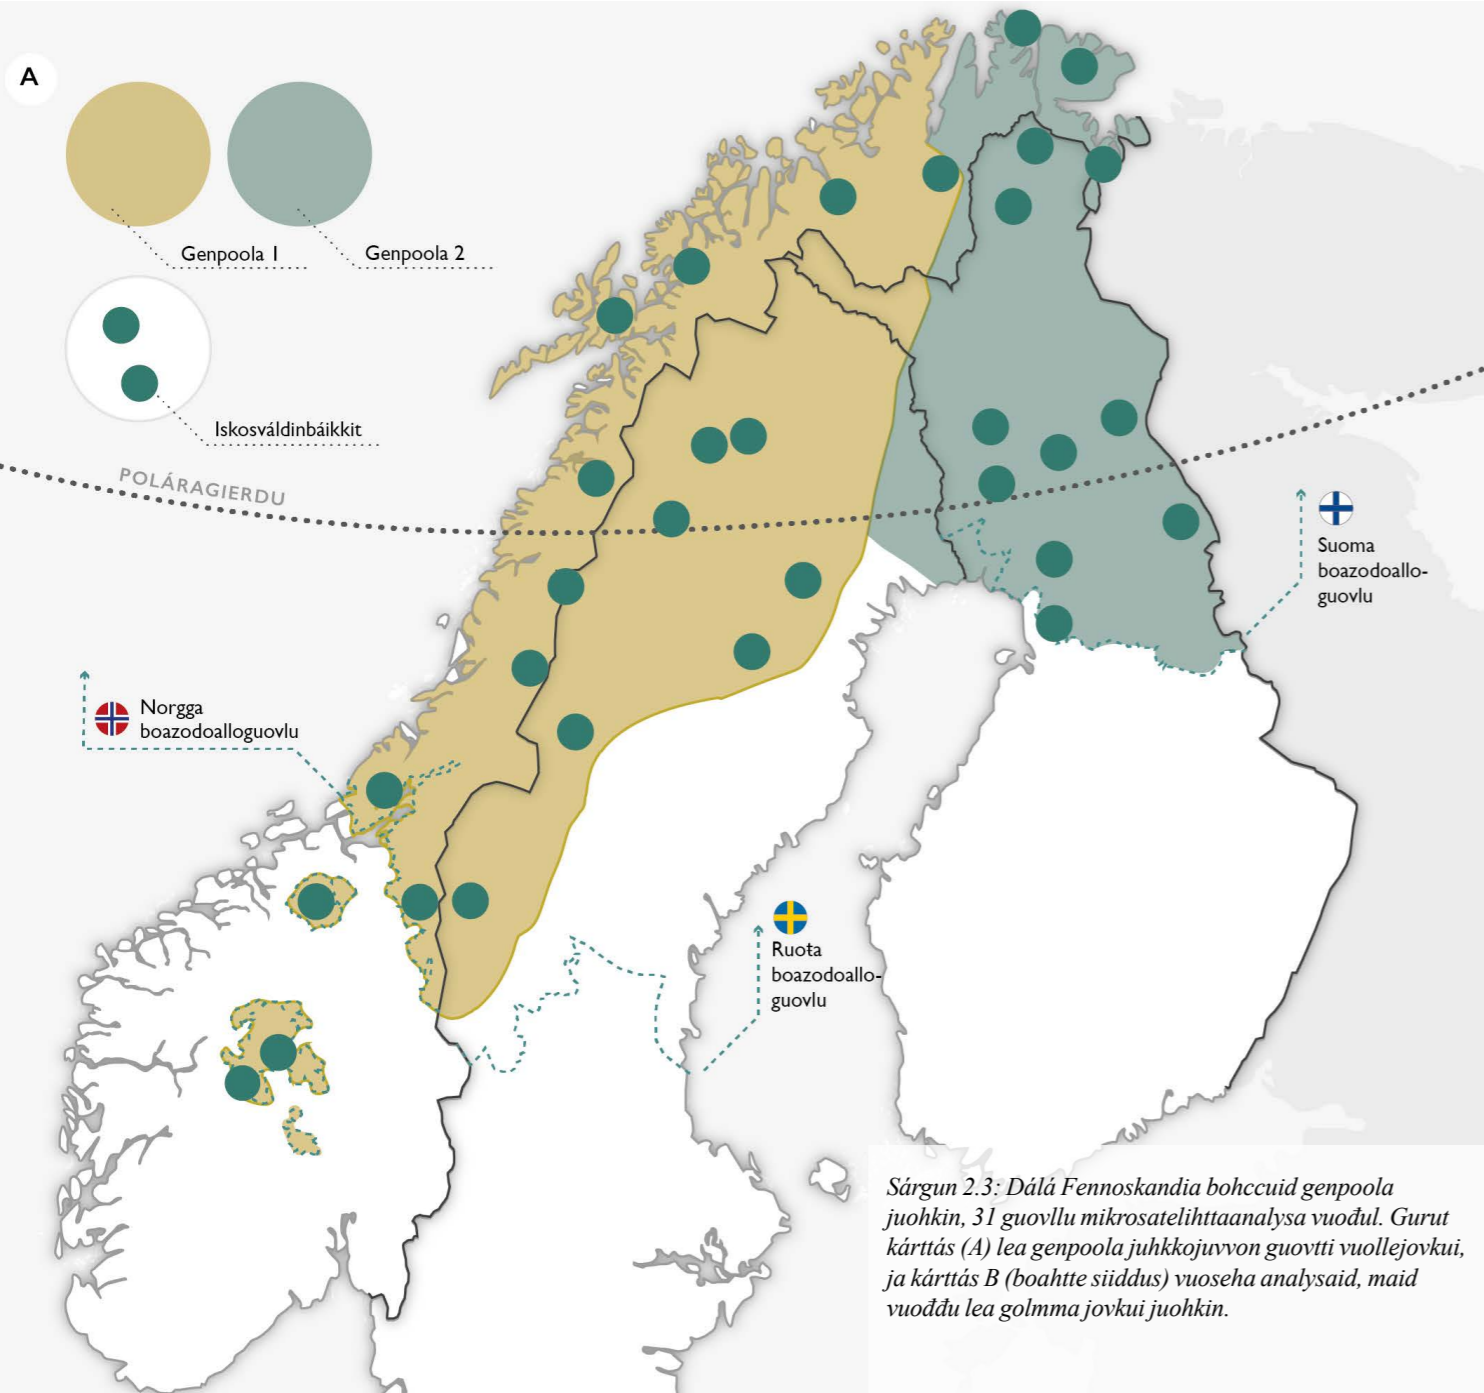 A
Genpoola 1
Genpoola 2
Iskosváldinbáikkit
POLÁRAGIERDU
Suoma
boazodoallo-
guovlu
Norgga
boazodoalloguovlu
Ruoŧa
boazodoallo-
guovlu
Sárgun 2.3: Dálá Fennoskandia bohccuid genpoola
juohkin, 31 guovllu mikrosatelihttaanalysa vuođul. Gurut
kárttás (A) lea genpoola juhkkojuvvon guovtti vuollejovkui,
ja kárttás B (boahtte siiddus) vuoseha analysaid, maid
vuođđu lea golmma jovkui juohkin.